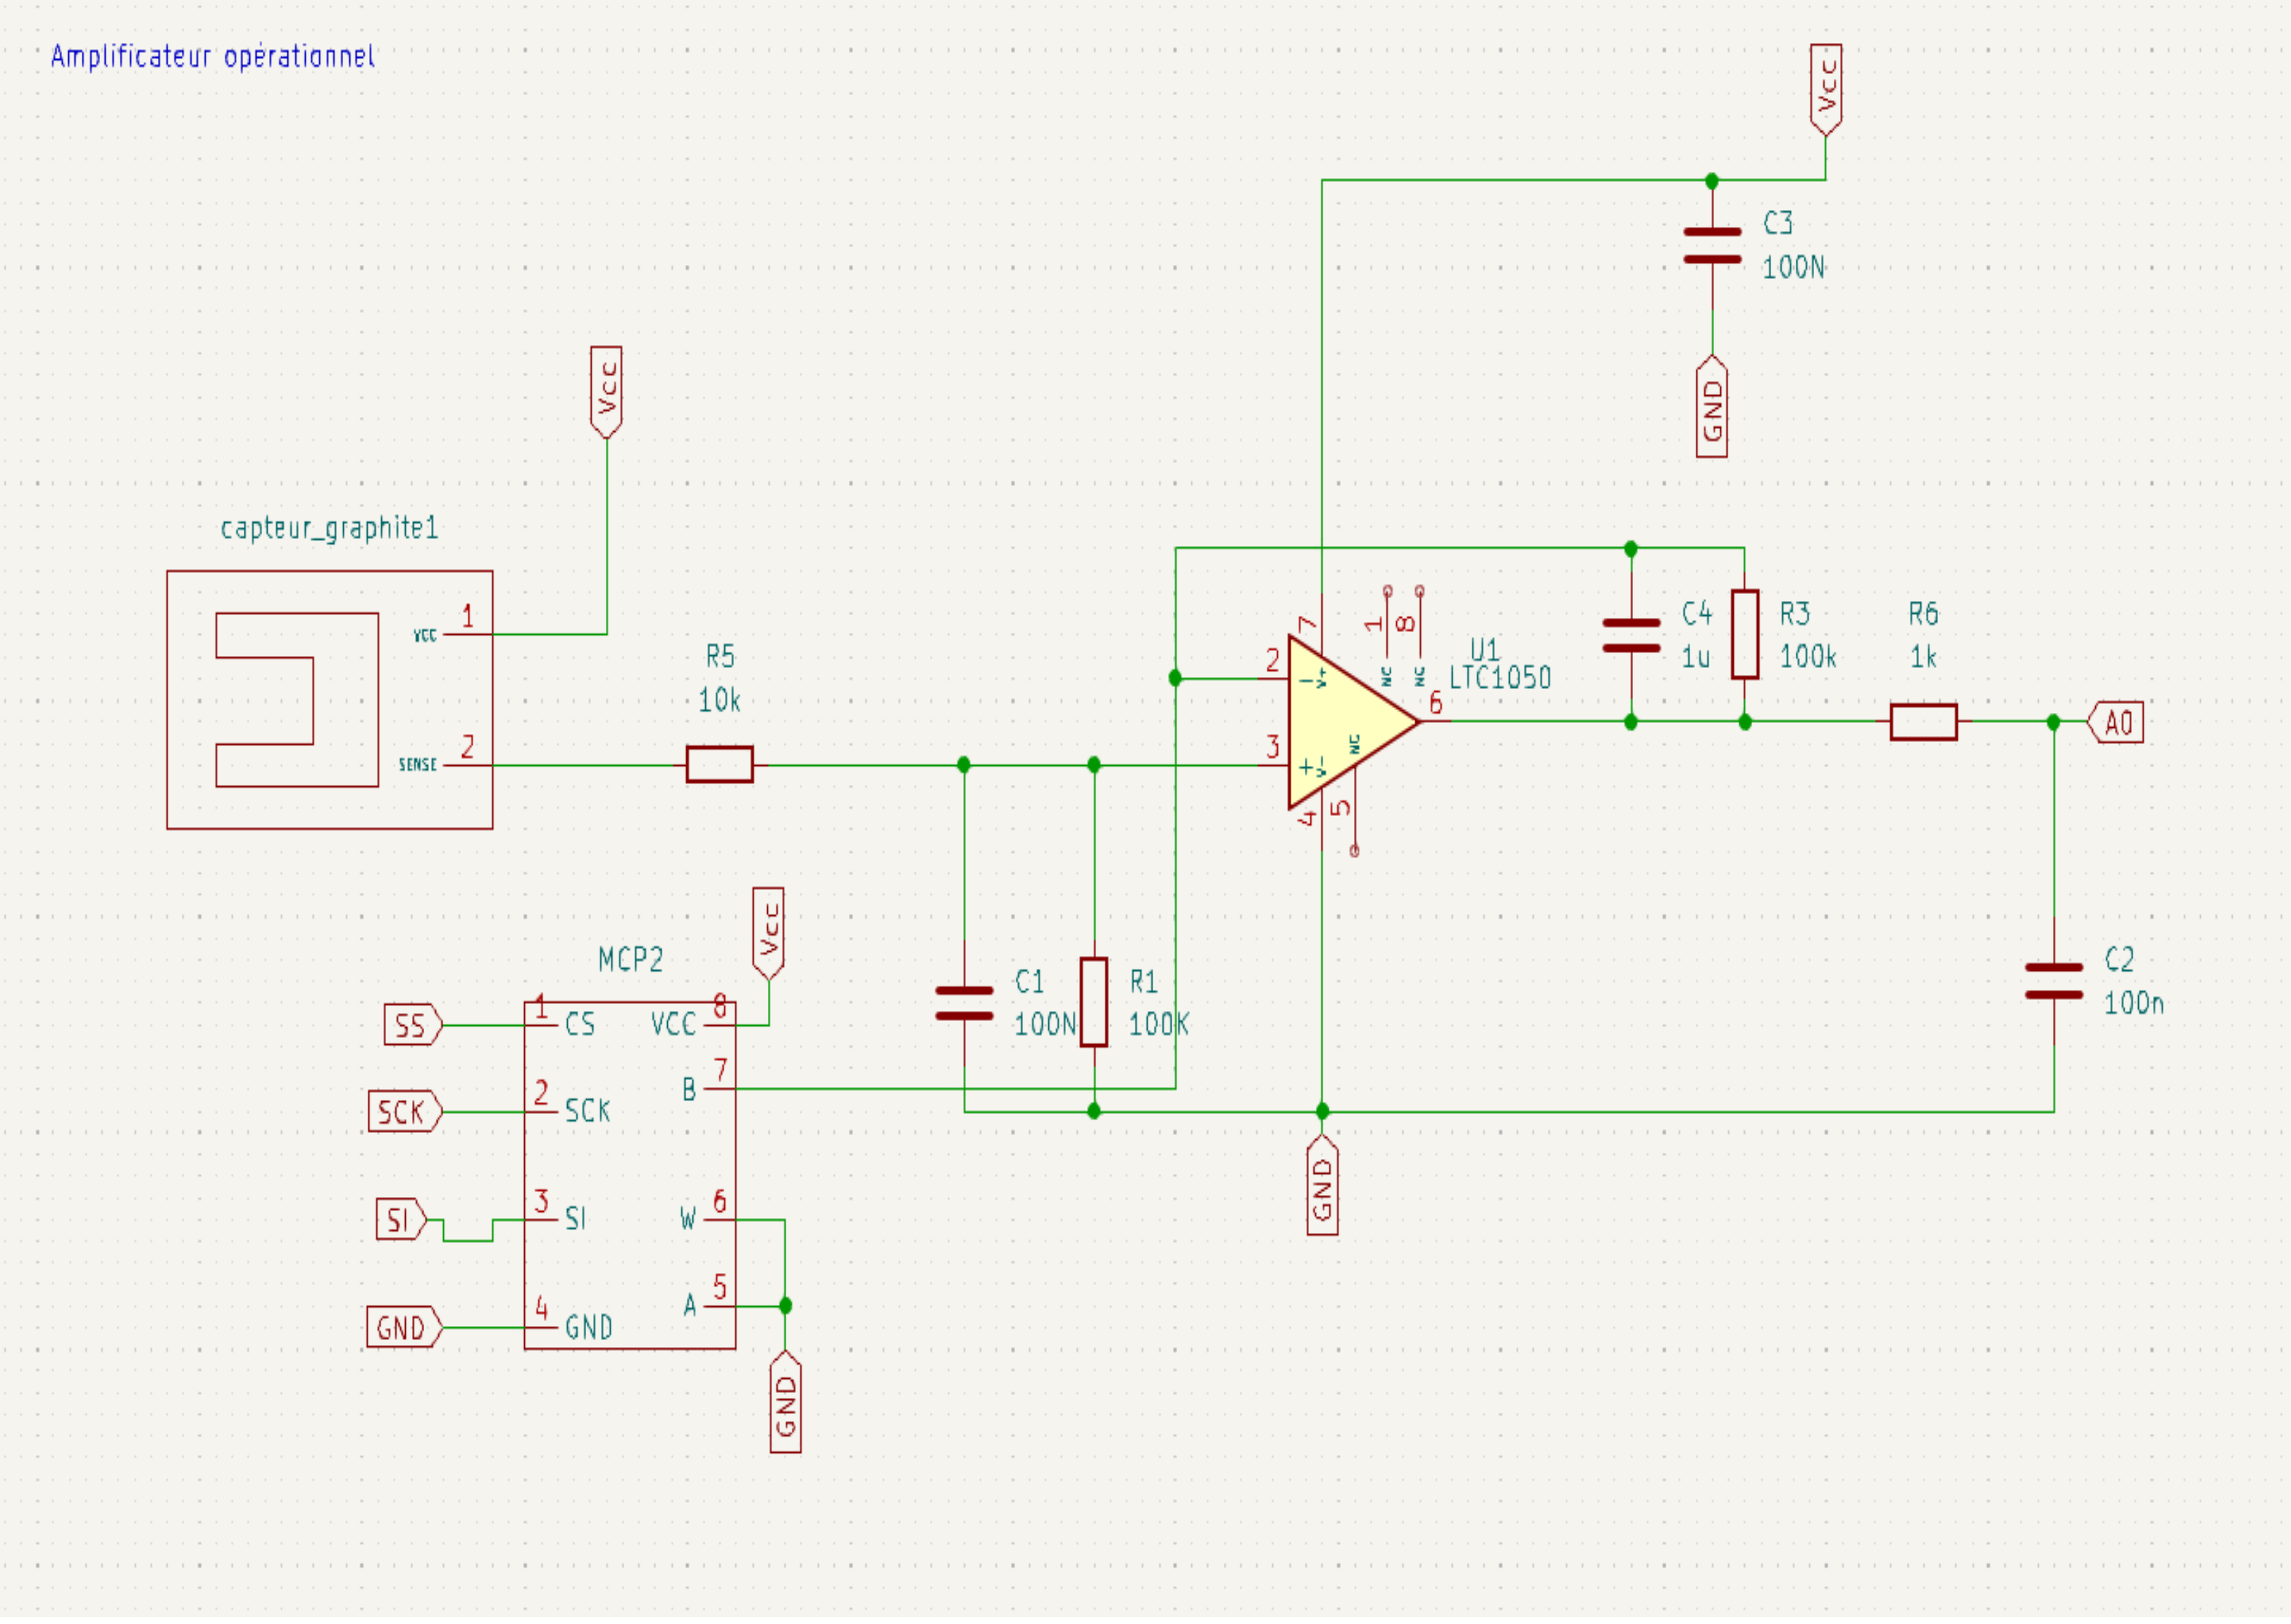 Amplificateur opérationnel
Vcc
C3
100N
GND
Vcc
capteur_graphite1
VCC
1
SENSE
2
R5
10k
7
1
8
NC
NC
U1
LTC1050
2
-
V+
3
+
V-
NC
6
4
5
C4
1u
R3
100k
R6
1k
A0
Vcc
MCP2
SS
1
CS
VCC
8
SCK
2
SCK
B
7
SI
3
SI
W
6
GND
4
GND
A
5
GND
C1
100N
R1
100K
GND
C2
100n